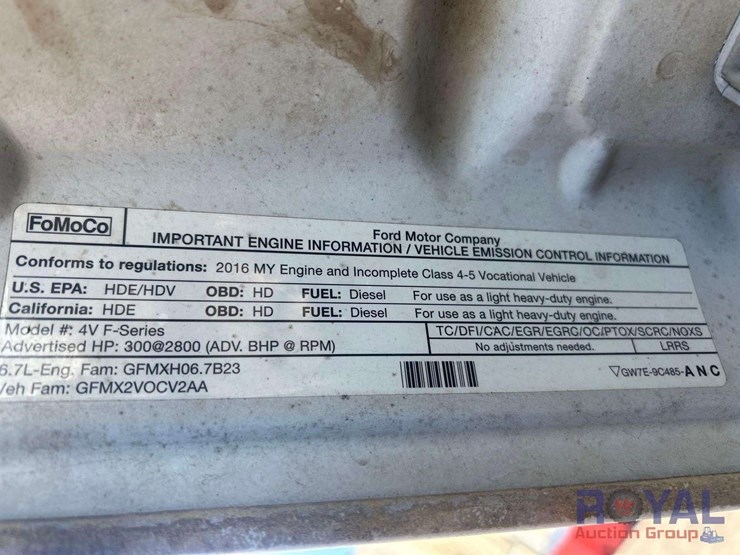 FoMoCo
Ford Motor Company
IMPORTANT ENGINE INFORMATION / VEHICLE EMISSION CONTROL INFORMATION
Conforms to regulations: 2016 MY Engine and Incomplete Class 4-5 Vocational Vehicle
U.S. EPA: HDE/HDV OBD: HD FUEL: Diesel For use as a light heavy-duty engine.
California: HDE OBD: HD FUEL: Diesel For use as a light heavy-duty engine.
Model #: 4V F-Series TC/DFI/CAC/EGR/EGRC/OC/PTOX/SCRC/NOXS
Advertised HP: 300@2800 (ADV. BHP @ RPM) No adjustments needed. LRRS
6.7L-Eng. Fam: GFMXH06.7B23
Veh Fam: GFMX2VOCV2AA
GW7E-9C485-ANC
ROYAL
Auction Group